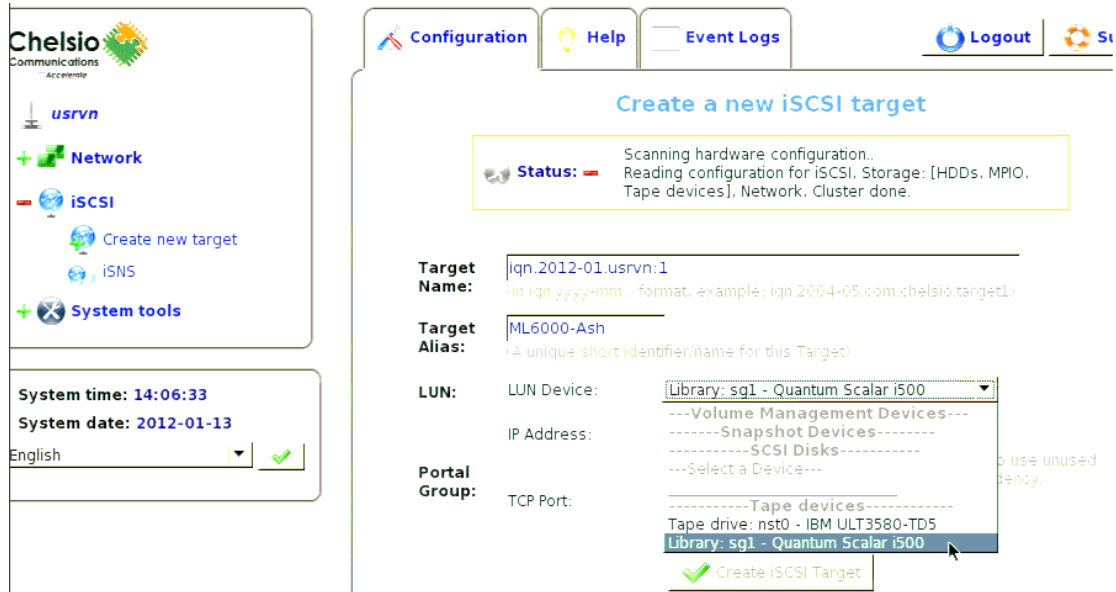 Chelsio
Communications
Accelerate
usrvn
Network
iSCSI
Create new target
iSNS
System tools
System time: 14:06:33
System date: 2012-01-13
English
Configuration
Help
Event Logs
Logout
Create a new iSCSI target
Status:
Scanning hardware configuration..
Reading configuration for iSCSI, Storage: [HDDs, MPIO,
Tape devices], Network, Cluster done.
Target
Name:
iqn.2012-01.usrvn:1
(in iqn.yyyy-mm... format, example: iqn.2004-05.com.chelsio.target1)
Target
Alias:
ML6000-Ash
(A unique short identifier/name for this Target)
LUN:
LUN Device:
Library: sg1 - Quantum Scalar i500
---Volume Management Devices---
-------Snapshot Devices--------
-----------SCSI Disks-----------
---Select a Device---
-----------Tape devices------------
Tape drive: nst0 - IBM ULT3580-TD5
Library: sg1 - Quantum Scalar i500
Portal
Group:
IP Address:
use unused
TCP Port:
Create iSCSI Target